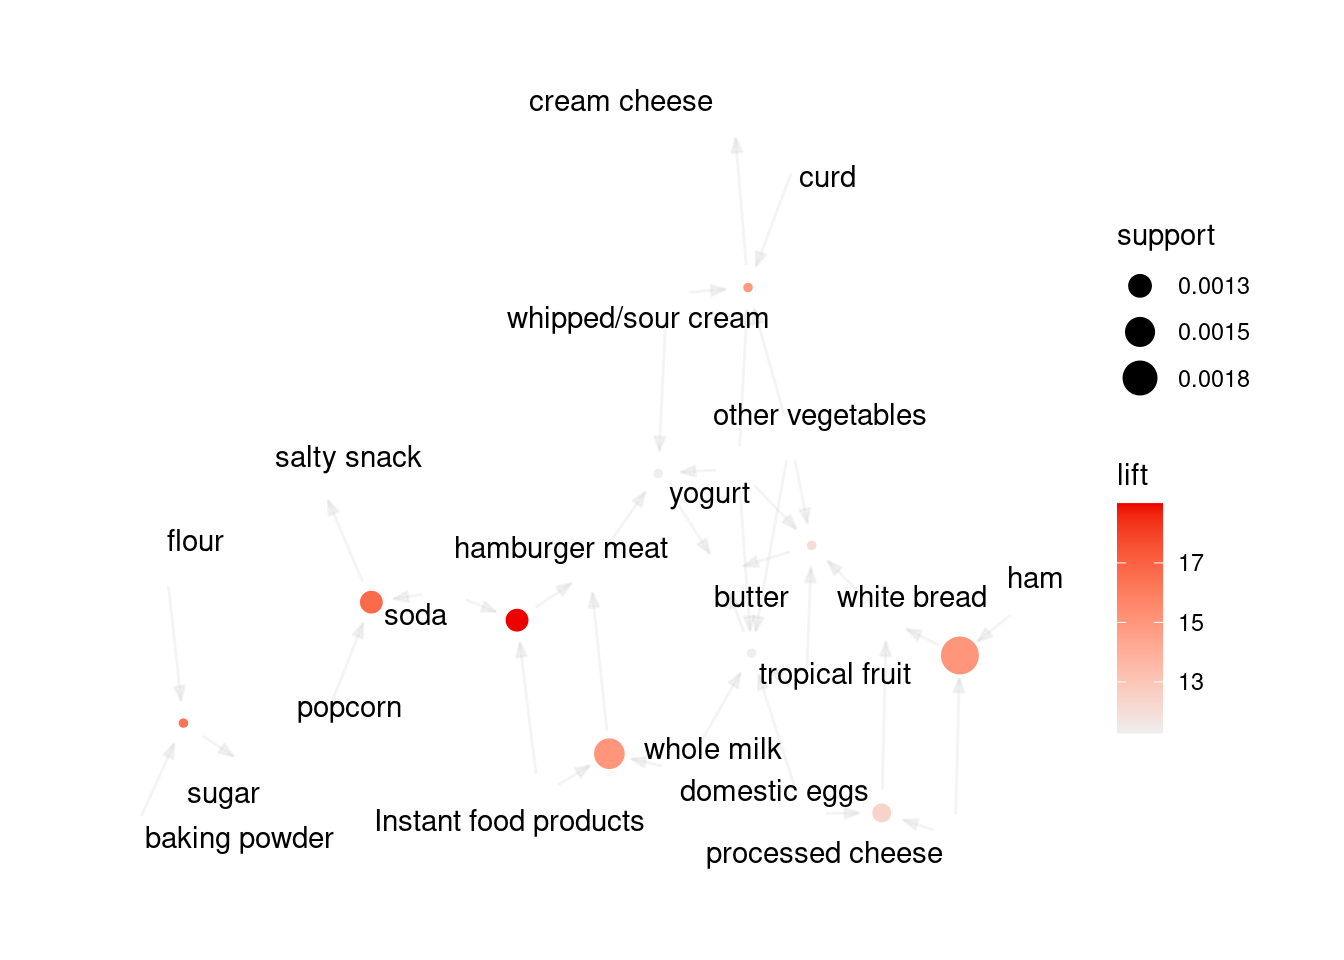 cream cheese
curd
support
0.0013
whipped/sour cream
0.0015
0.0018
other vegetables
salty snack
lift
yogurt
flour
hamburger meat
17
ham
butter
white bread
soda
15
tropical fruit
13
popcorn
whole milk
sugar
domestic eggs
Instant food products
baking powder
processed cheese